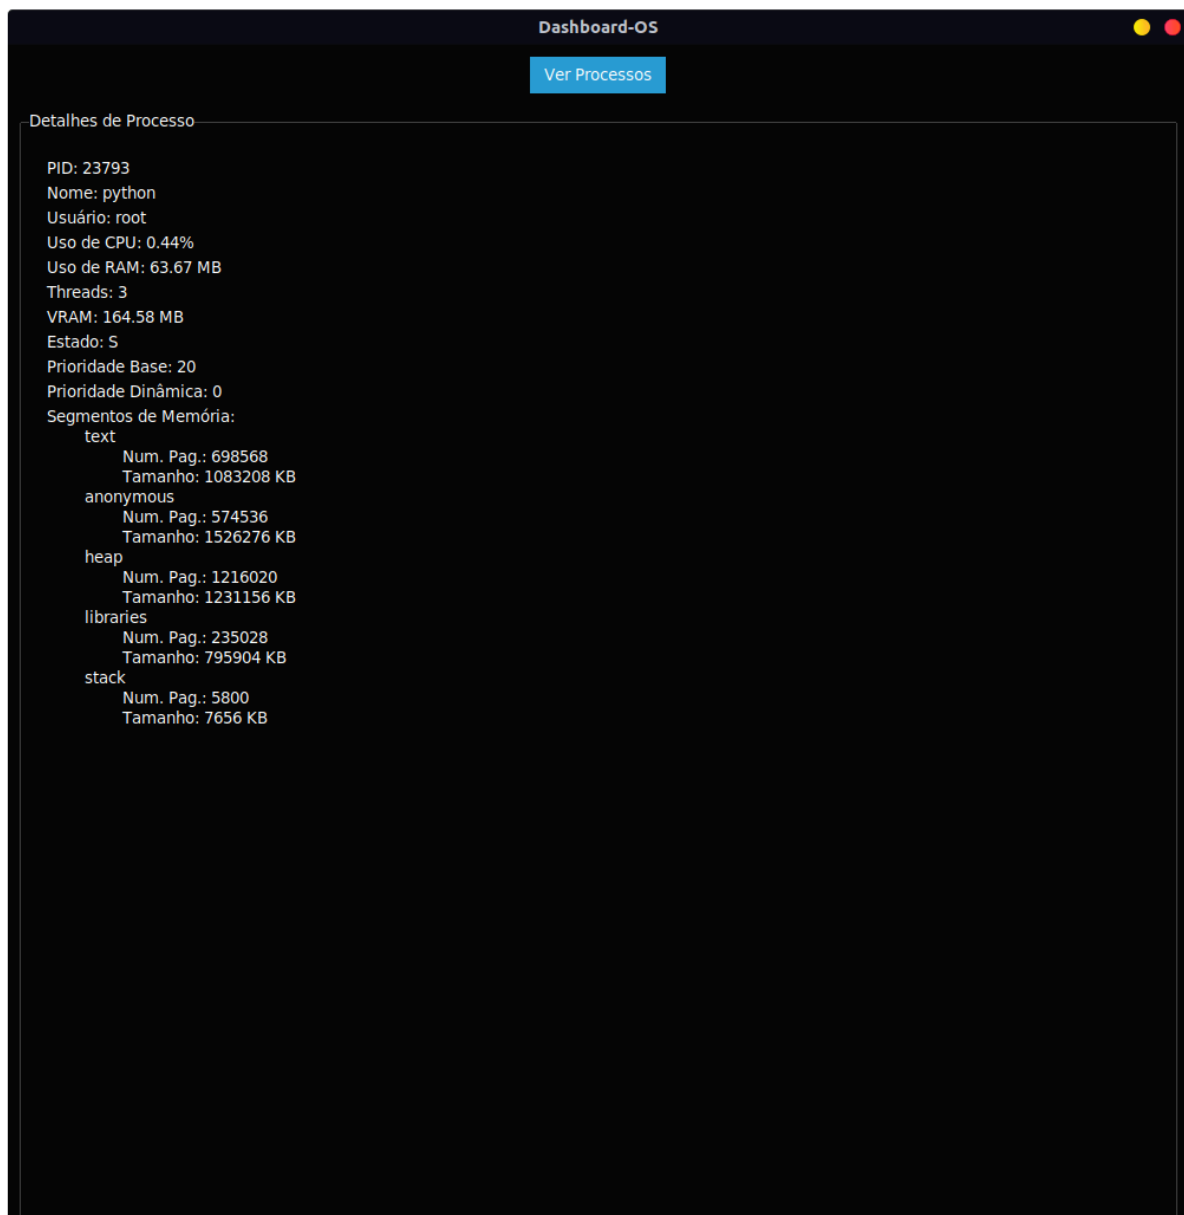 Dashboard-OS
Ver Processos
Detalhes de Processo
PID: 23793
Nome: python
Usuário: root
Uso de CPU: 0.44%
Uso de RAM: 63.67 MB
Threads: 3
VRAM: 164.58 MB
Estado: S
Prioridade Base: 20
Prioridade Dinâmica: 0
Segmentos de Memória:
text
Num. Pag.: 698568
Tamanho: 1083208 KB
anonymous
Num. Pag.: 574536
Tamanho: 1526276 KB
heap
Num. Pag.: 1216020
Tamanho: 1231156 KB
libraries
Num. Pag.: 235028
Tamanho: 795904 KB
stack
Num. Pag.: 5800
Tamanho: 7656 KB